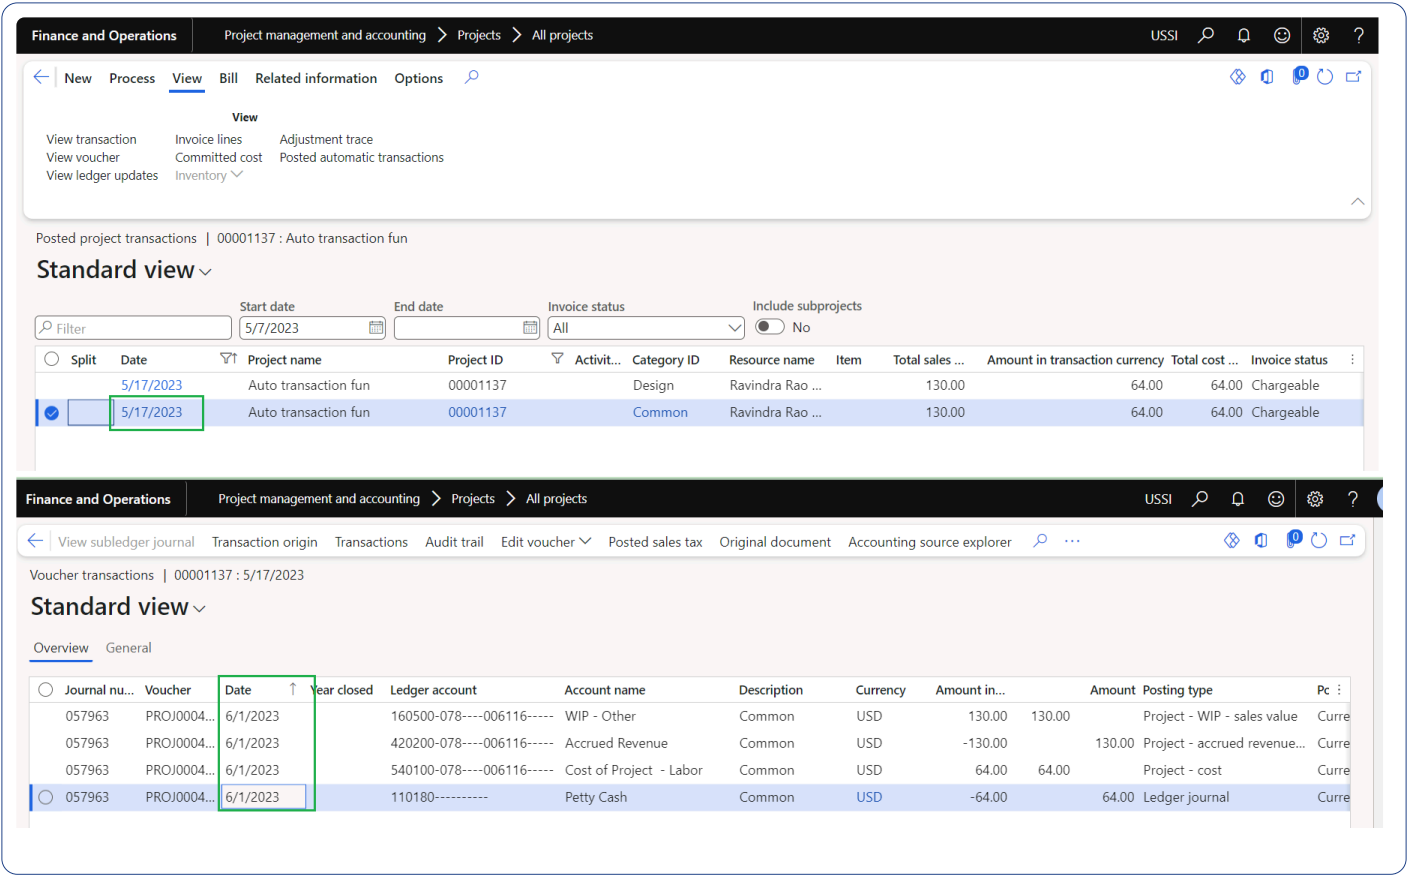 Finance and Operations Project management and accounting Projects All projects USSI ?
New Process View Bill Related information Options 0
View
View transaction Invoice lines Adjustment trace
View voucher Committed cost Posted automatic transactions
View ledger updates Inventory
Posted project transactions | 00001137 : Auto transaction fun
Standard view
Start date End date Invoice status Include subprojects
Filter 5/7/2023 All No
Split Date Project name Project ID Activit... Category ID Resource name Item Total sales ... Amount in transaction currency Total cost ... Invoice status
5/17/2023 Auto transaction fun 00001137 Design Ravindra Rao ... 130.00 64.00 64.00 Chargeable
5/17/2023 Auto transaction fun 00001137 Common Ravindra Rao ... 130.00 64.00 64.00 Chargeable
Finance and Operations Project management and accounting Projects All projects USSI ?
View subledger journal Transaction origin Transactions Audit trail Edit voucher Posted sales tax Original document Accounting source explorer ... 0
Voucher transactions | 00001137 : 5/17/2023
Standard view
Overview General
Journal nu... Voucher Date Year closed Ledger account Account name Description Currency Amount in... Amount Posting type Pc
057963 PROJ0004... 6/1/2023 160500-078----006116----- WIP - Other Common USD 130.00 130.00 Project - WIP - sales value Curre
057963 PROJ0004... 6/1/2023 420200-078----006116----- Accrued Revenue Common USD -130.00 130.00 Project - accrued revenue... Curre
057963 PROJ0004... 6/1/2023 540100-078----006116----- Cost of Project - Labor Common USD 64.00 64.00 Project - cost Curre
057963 PROJ0004... 6/1/2023 110180---------- Petty Cash Common USD -64.00 64.00 Ledger journal Curre